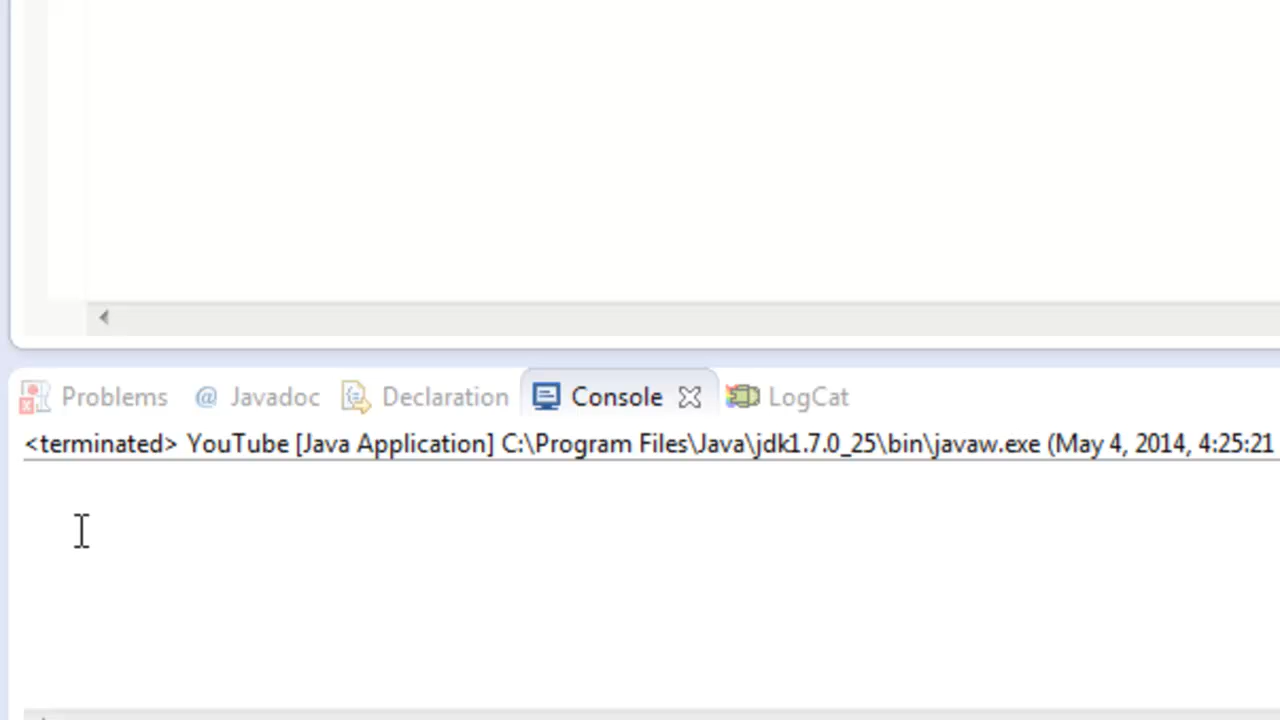 Problems @ Javadoc Declaration Console LogCat
<terminated> YouTube [Java Application] C:\Program Files\Java\jdk1.7.0_25\bin\javaw.exe (May 4, 2014, 4:25:21